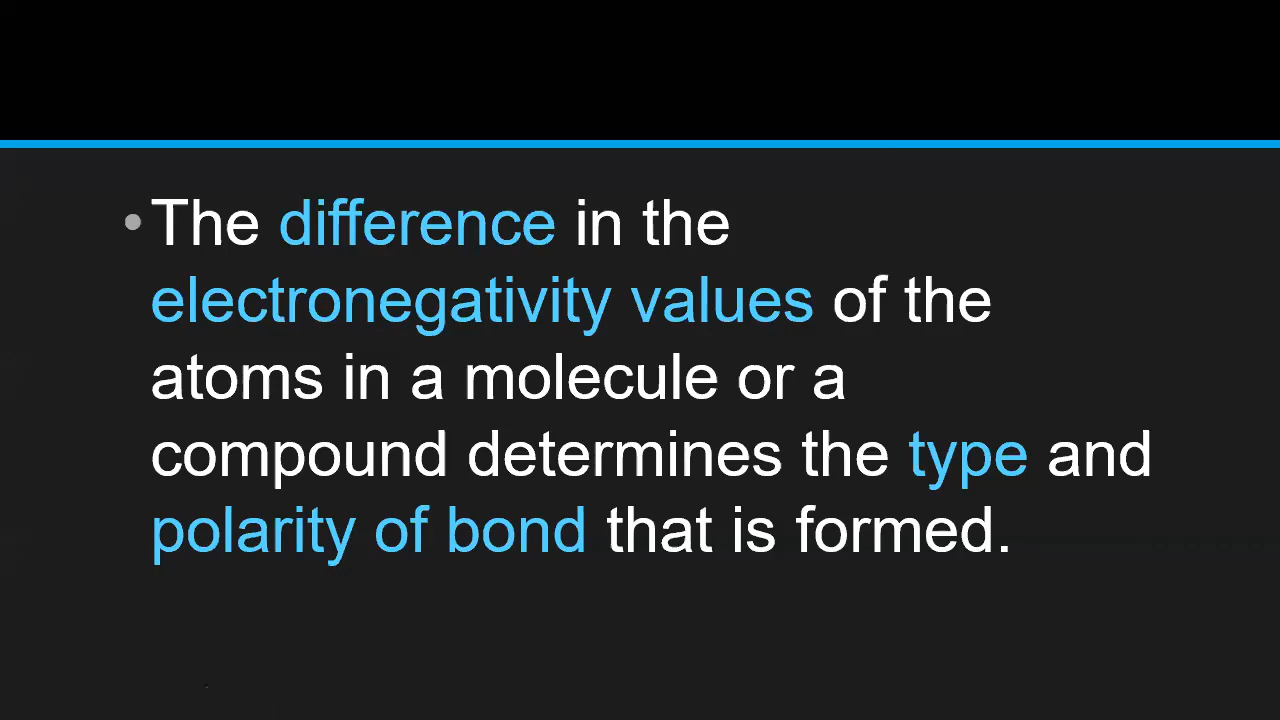 •The difference in the
electronegativity values of the
atoms in a molecule or a
compound determines the type and
polarity of bond that is formed.